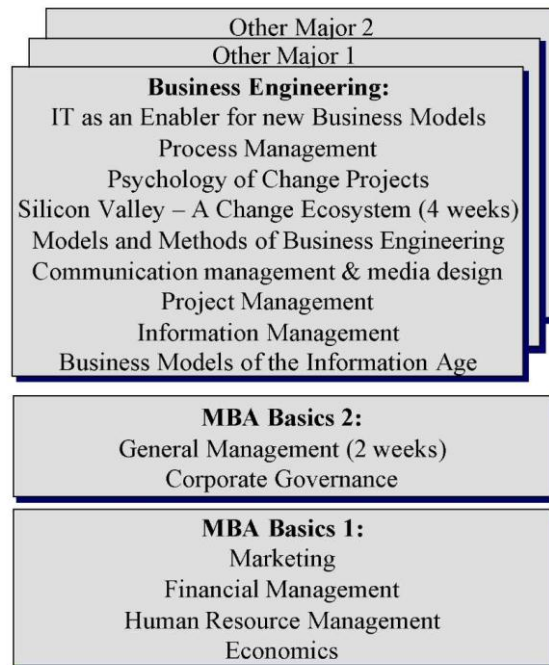 Other Major 2
Other Major 1
Business Engineering:
IT as an Enabler for new Business Models
Process Management
Psychology of Change Projects
Silicon Valley – A Change Ecosystem (4 weeks)
Models and Methods of Business Engineering
Communication management & media design
Project Management
Information Management
Business Models of the Information Age
MBA Basics 2:
General Management (2 weeks)
Corporate Governance
MBA Basics 1:
Marketing
Financial Management
Human Resource Management
Economics